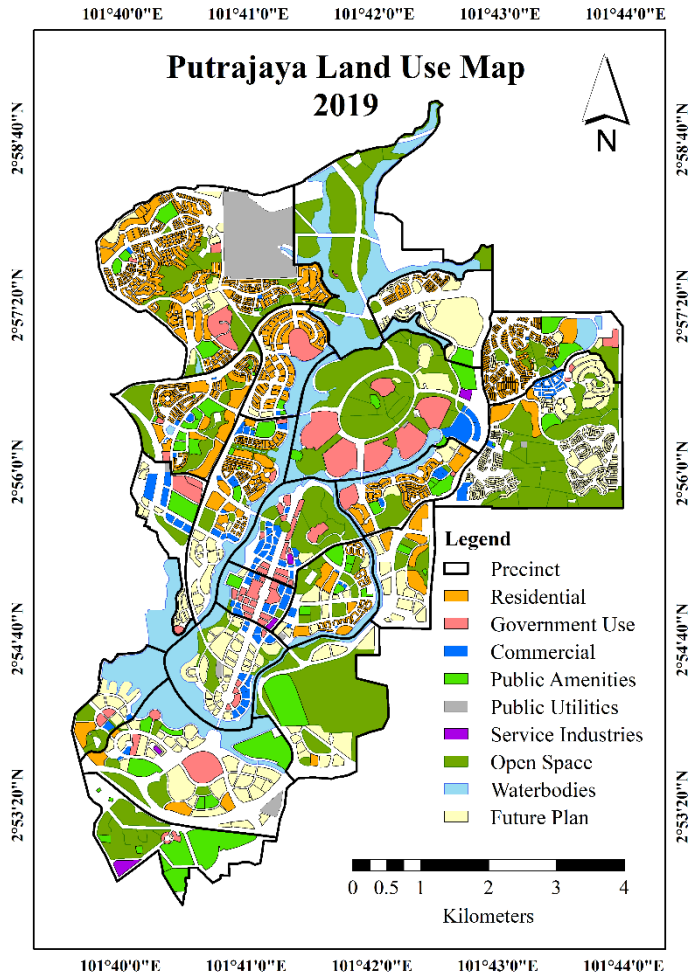 101°40'0"E 101°41'0"E 101°42'0"E 101°43'0"E 101°44'0"E
Putrajaya Land Use Map
2019
N
2°58'40"N 2°58'40"N
2°57'20"N 2°57'20"N
2°56'0"N 2°56'0"N
2°54'40"N 2°54'40"N
2°53'20"N 2°53'20"N
Legend
Precinct
Residential
Government Use
Commercial
Public Amenities
Public Utilitics
Service Industries
Open Space
Waterbodies
Future Plan
0 0.5 1 2 3 4
Kilometers
101°40'0"E 101°41'0"E 101°42'0"E 101°43'0"E 101°44'0"E